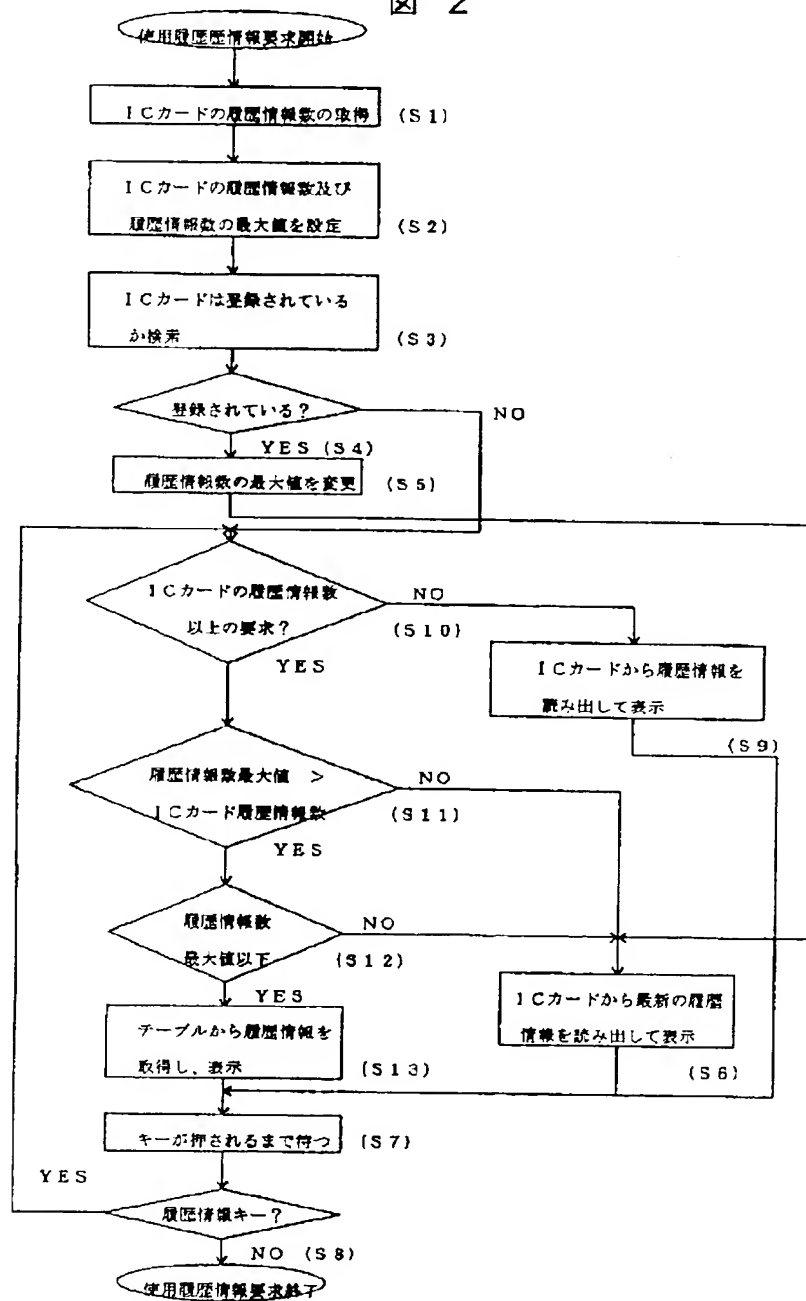 図 2
使用履歴歴情報要求開始
ICカードの履歴情報数の取得 (S1)
ICカードの履歴情報数及び
履歴情報数の最大値を設定 (S2)
ICカードは登録されている
か検索 (S3)
登録されている? NO
YES (S4)
履歴情報数の最大値を変更 (S5)
ICカードの履歴情報数
以上の要求? NO
(S10)
YES
ICカードから履歴情報を
読み出して表示
(S9)
履歴情報数最大値 >
ICカード履歴情報数 NO
(S11)
YES
履歴情報数
最大値以下 NO
(S12)
YES
ICカードから最新の履歴
情報を読み出して表示
(S6)
テーブルから履歴情報を
取得し、表示 (S13)
キーが押されるまで待つ (S7)
YES
履歴情報キー?
NO (S8)
使用履歴情報要求終了